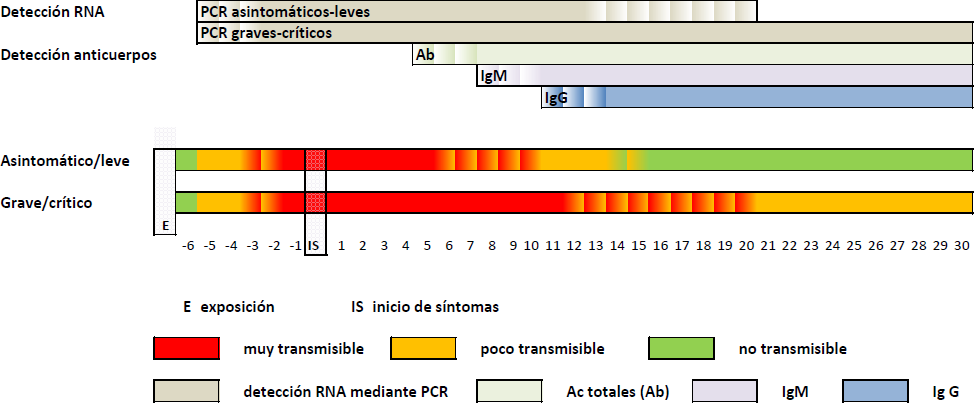 Detección RNA PCR asintomáticos-leves
PCR graves-críticos
Detección anticuerpos Ab
IgM
IgG
Asintomático/leve
Grave/crítico
E
-6 -5 -4 -3 -2 -1 IS 1 2 3 4 5 6 7 8 9 10 11 12 13 14 15 16 17 18 19 20 21 22 23 24 25 26 27 28 29 30
E exposición IS inicio de síntomas
muy transmisible poco transmisible no transmisible
detección RNA mediante PCR Ac totales (Ab) IgM Ig G